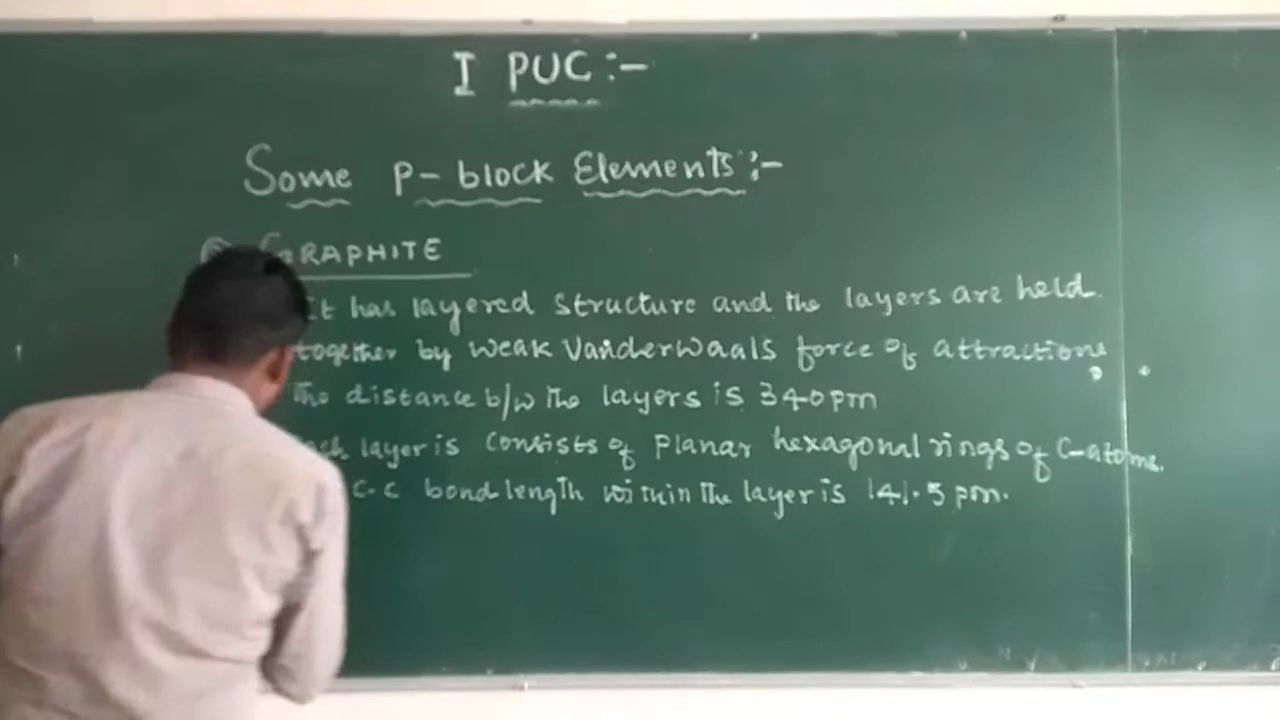 I PUC :-
Some p-block Elements :-
GRAPHITE
It has layered structure and the layers are held.
together by weak Vanderwaals force of attractions
The distance b/w the layers is 340pm
layer is consists of planar hexagonal rings of C-atoms.
C.C bond length within the layer is 141.5 pm.